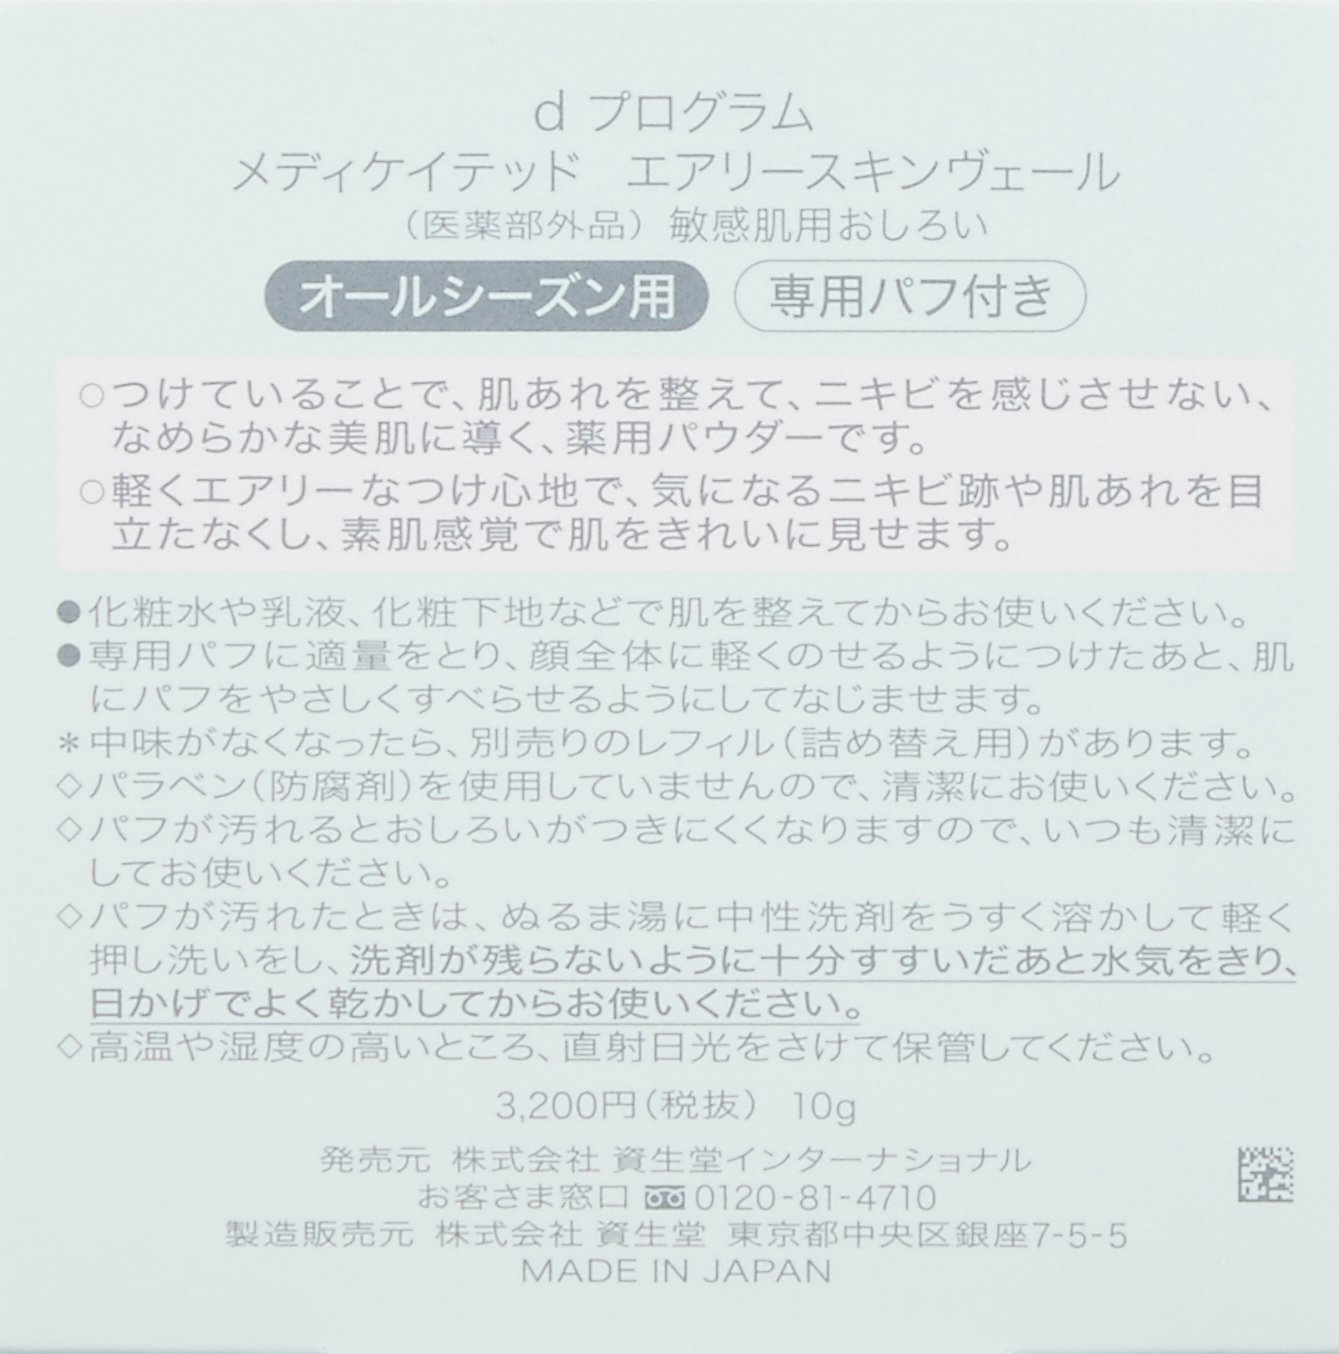 d プログラム
メディケイテッド エアリースキンヴェール
（医薬部外品）敏感肌用おしろい
オールシーズン用 専用パフ付き
○つけていることで、肌あれを整えて、ニキビを感じさせない、
なめらかな美肌に導く、薬用パウダーです。
○軽くエアリーなつけ心地で、気になるニキビ跡や肌あれを目
立たなくし、素肌感覚で肌をきれいに見せます。
●化粧水や乳液、化粧下地などで肌を整えてからお使いください。
●専用パフに適量をとり、顔全体に軽くのせるようにつけたあと、肌
にパフをやさしくすべらせるようにしてなじませます。
＊中味がなくなったら、別売りのレフィル（詰め替え用）があります。
◇パラベン（防腐剤）を使用していませんので、清潔にお使いください。
◇パフが汚れるとおしろいがつきにくくなりますので、いつも清潔に
してお使いください。
◇パフが汚れたときは、ぬるま湯に中性洗剤をうすく溶かして軽く
押し洗いをし、洗剤が残らないように十分すすいだあと水気をきり、
日かげでよく乾かしてからお使いください。
◇高温や湿度の高いところ、直射日光をさけて保管してください。
3,200円（税抜） 10g
発売元 株式会社 資生堂インターナショナル
お客さま窓口 0120-81-4710
製造販売元 株式会社 資生堂 東京都中央区銀座7-5-5
MADE IN JAPAN